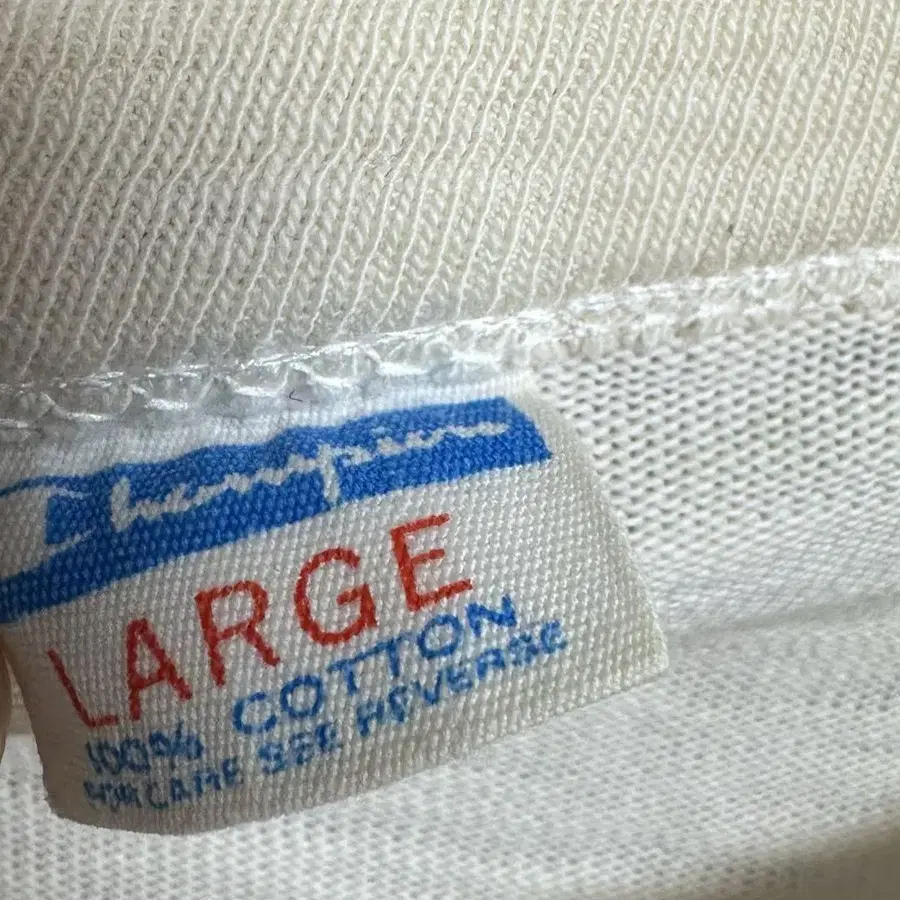 Champion
LARGE
100% COTTON
FOR CARE SEE REVERSE